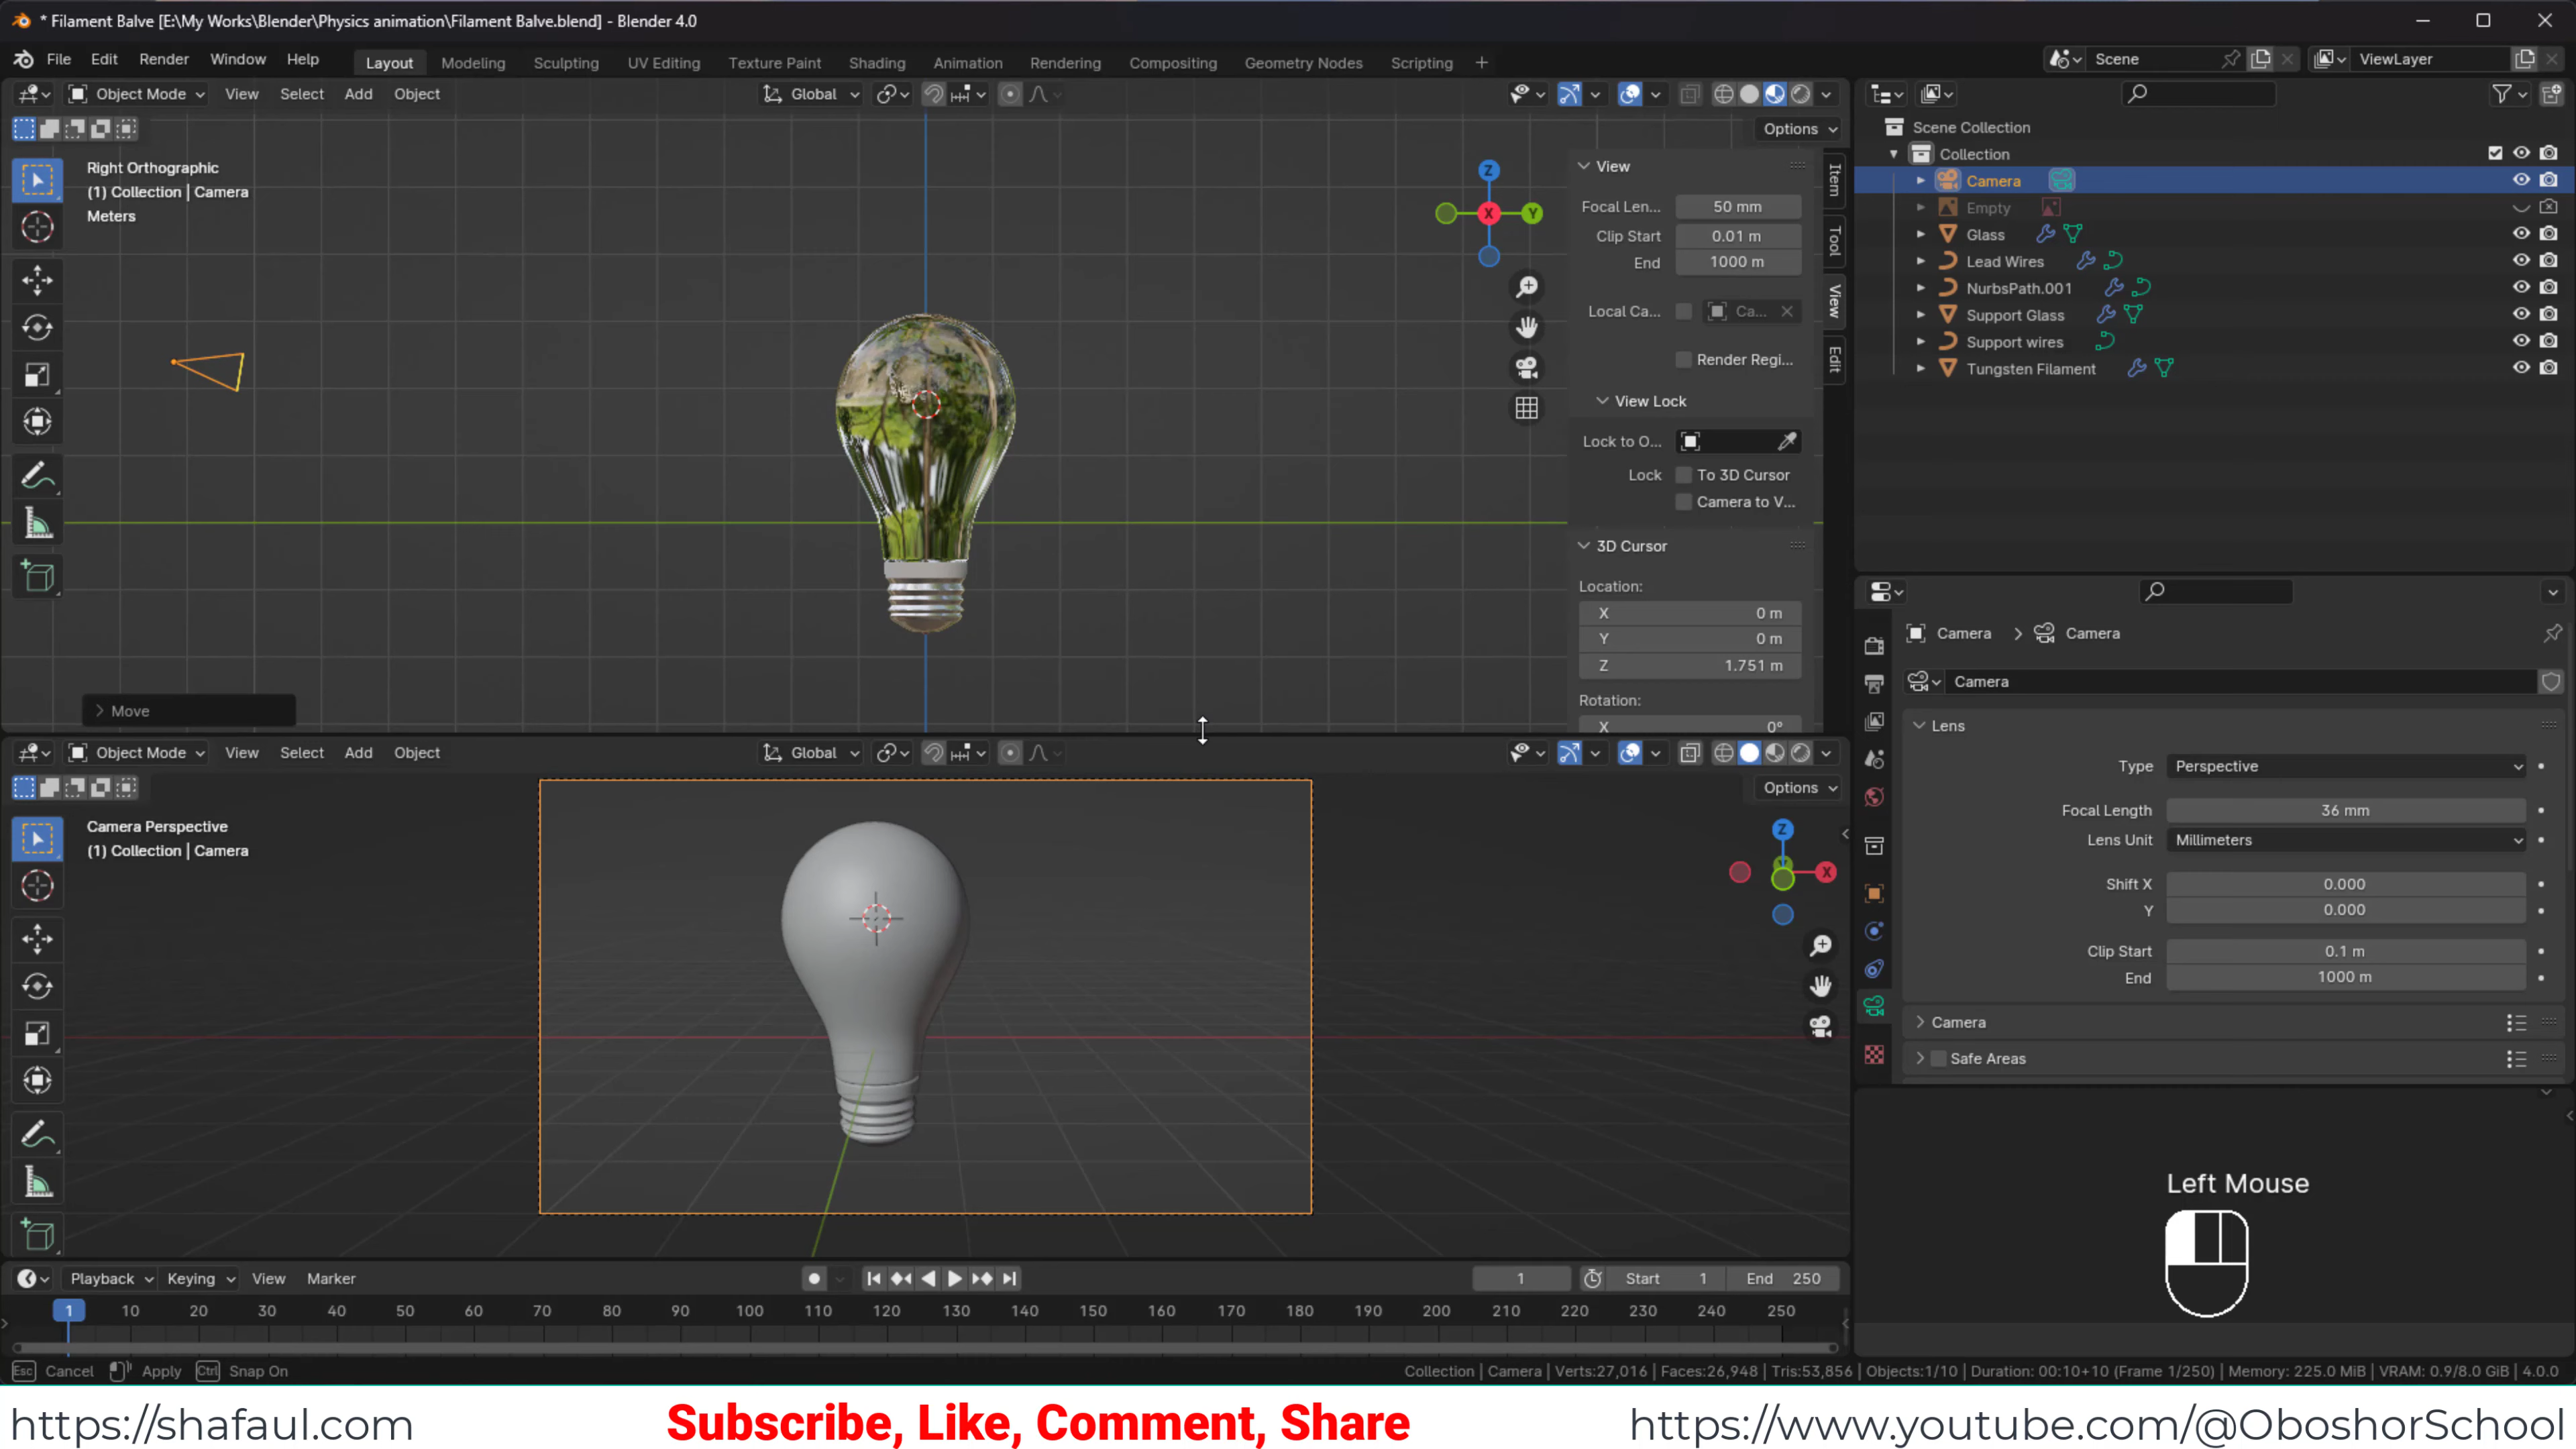 * Filament Balve [E:\My Works\Blender\Physics animation\Filament Balve.blend] - Blender 4.0
File Edit Render Window Help Layout Modeling Sculpting UV Editing Texture Paint Shading Animation Rendering Compositing Geometry Nodes Scripting + Scene ViewLayer
Object Mode View Select Add Object Global
Options
Right Orthographic
(1) Collection | Camera
Meters
Z
X
Y
View
Focal Len... 50 mm
Clip Start 0.01 m
End 1000 m
Local Ca... Ca...
Render Regi...
View Lock
Lock to O...
Lock To 3D Cursor
Camera to V...
3D Cursor
Location:
X 0 m
Y 0 m
Z 1.751 m
Rotation:
X 0°
Item
Tool
View
Edit
Move
Scene Collection
Collection
Camera
Empty
Glass
Lead Wires
NurbsPath.001
Support Glass
Support wires
Tungsten Filament
Object Mode View Select Add Object Global
Options
Camera Perspective
(1) Collection | Camera
Z
X
Camera > Camera
Camera
Lens
Type Perspective
Focal Length 36 mm
Lens Unit Millimeters
Shift X 0.000
Y 0.000
Clip Start 0.1 m
End 1000 m
Camera
Safe Areas
Left Mouse
Playback Keying View Marker 1 Start 1 End 250
1 10 20 30 40 50 60 70 80 90 100 110 120 130 140 150 160 170 180 190 200 210 220 230 240 250
Esc Cancel Apply Ctrl Snap On Collection | Camera | Verts:27,016 | Faces:26,948 | Tris:53,856 | Objects:1/10 | Duration: 00:10+10 (Frame 1/250) | Memory: 225.0 MiB | VRAM: 0.9/8.0 GiB | 4.0.0
https://shafaul.com Subscribe, Like, Comment, Share https://www.youtube.com/@OboshorSchool